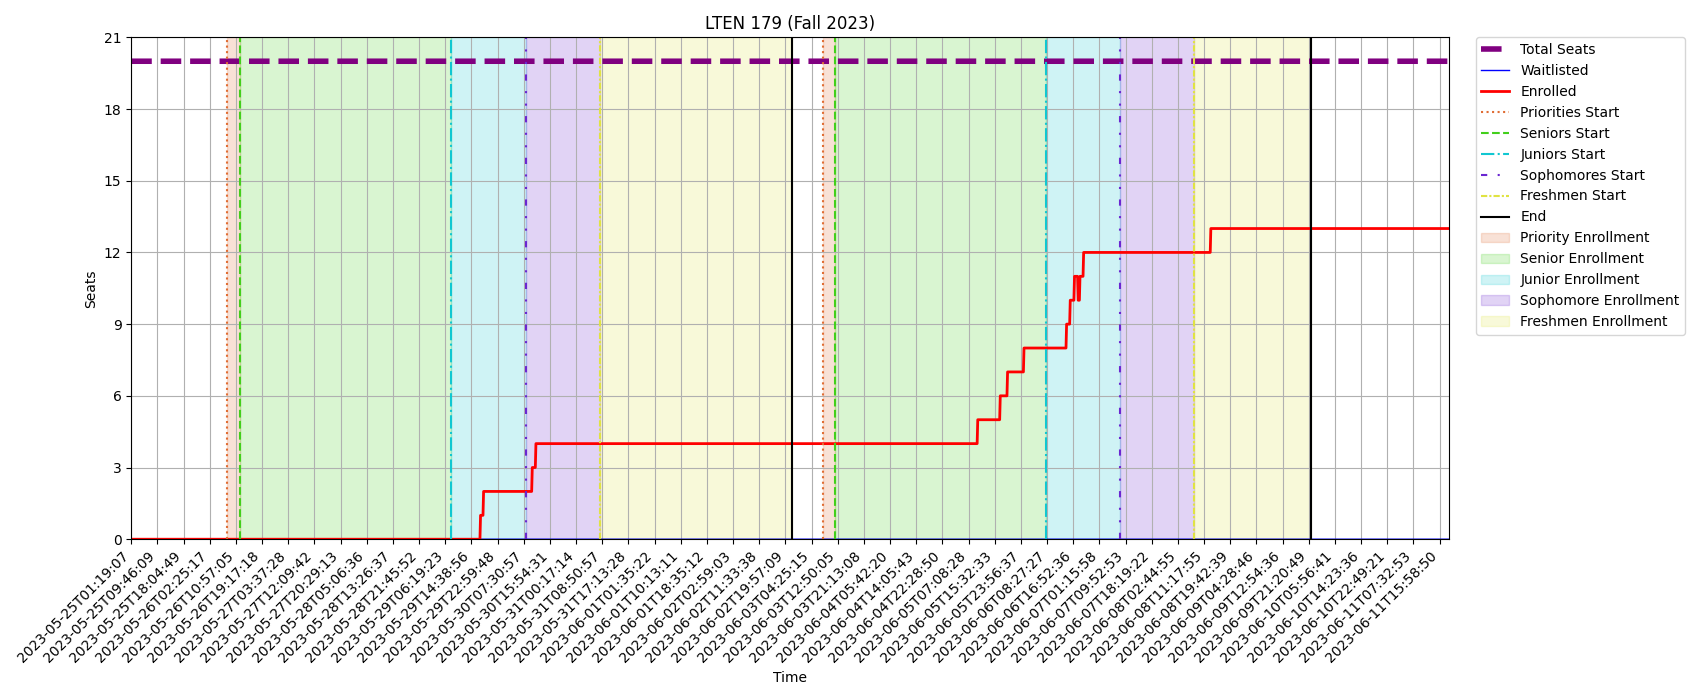 LTEN 179 (Fall 2023)
21
18
15
12
9
6
3
0
Seats
2023-05-25T01:19:07
2023-05-25T09:46:09
2023-05-25T18:04:49
2023-05-26T02:25:17
2023-05-26T10:57:05
2023-05-26T19:17:18
2023-05-27T03:37:28
2023-05-27T12:09:42
2023-05-27T20:29:13
2023-05-28T05:06:36
2023-05-28T13:26:37
2023-05-28T21:45:52
2023-05-29T06:19:23
2023-05-29T14:38:56
2023-05-29T22:59:48
2023-05-30T07:30:57
2023-05-30T15:54:31
2023-05-31T00:17:14
2023-05-31T08:50:57
2023-05-31T17:13:28
2023-06-01T01:35:22
2023-06-01T10:13:11
2023-06-01T18:35:12
2023-06-02T02:59:03
2023-06-02T11:33:38
2023-06-02T19:57:09
2023-06-03T04:25:15
2023-06-03T12:50:05
2023-06-03T21:13:08
2023-06-04T05:42:20
2023-06-04T14:05:43
2023-06-04T22:28:50
2023-06-05T07:08:28
2023-06-05T15:32:33
2023-06-05T23:56:37
2023-06-06T08:27:27
2023-06-06T16:52:36
2023-06-07T01:15:58
2023-06-07T09:52:53
2023-06-07T18:19:22
2023-06-08T02:44:55
2023-06-08T11:17:55
2023-06-08T19:42:39
2023-06-09T04:28:46
2023-06-09T12:54:36
2023-06-09T21:20:49
2023-06-10T05:56:41
2023-06-10T14:23:36
2023-06-10T22:49:21
2023-06-11T07:32:53
2023-06-11T15:58:50
Time
Total Seats
Waitlisted
Enrolled
Priorities Start
Seniors Start
Juniors Start
Sophomores Start
Freshmen Start
End
Priority Enrollment
Senior Enrollment
Junior Enrollment
Sophomore Enrollment
Freshmen Enrollment